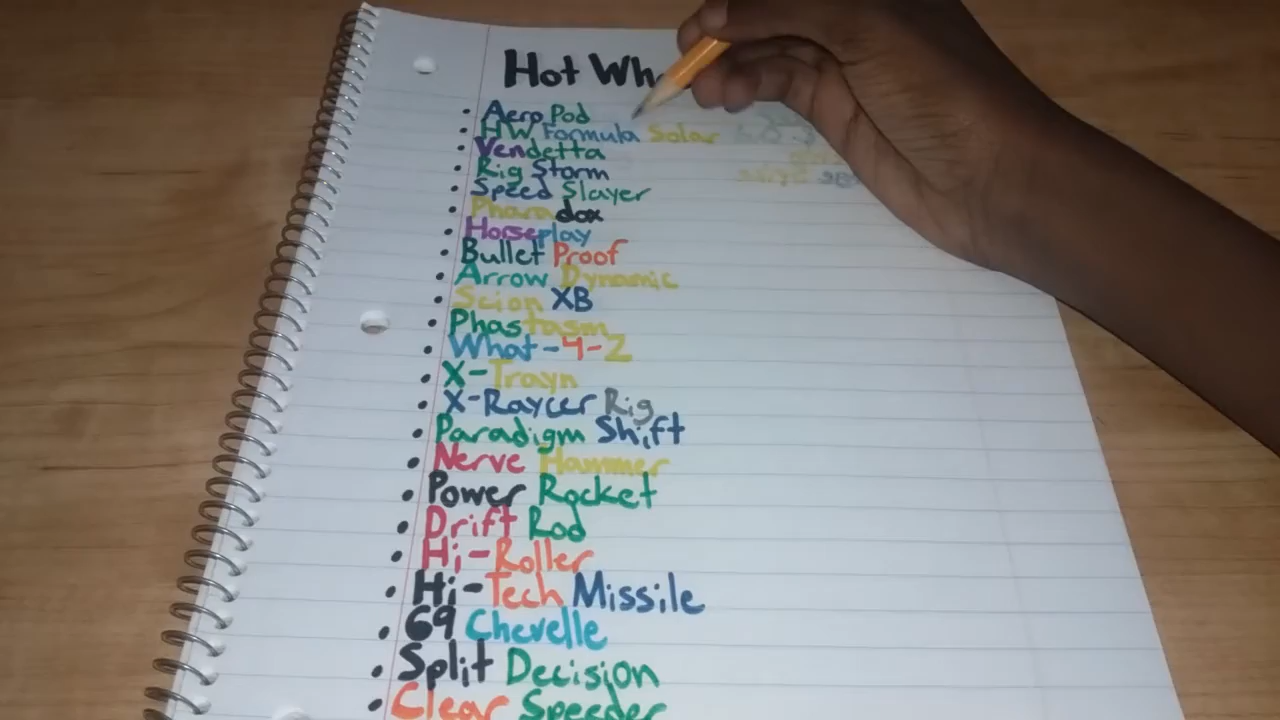 Hot Wh
Aero Pod
HW Formula Solar
Vendetta
Rig Storm
Speed Slayer
Pharadox
Horseplay
Bullet Proof
Arrow Dynamic
Scion XB
Phastasm
What-4-2
X-Trayn
X-Raycer Rig
Paradigm Shift
Nerve Hammer
Power Rocket
Drift Rod
Hi-Roller
Hi-Tech Missile
69 Chevelle
Split Decision
Clear Speeder